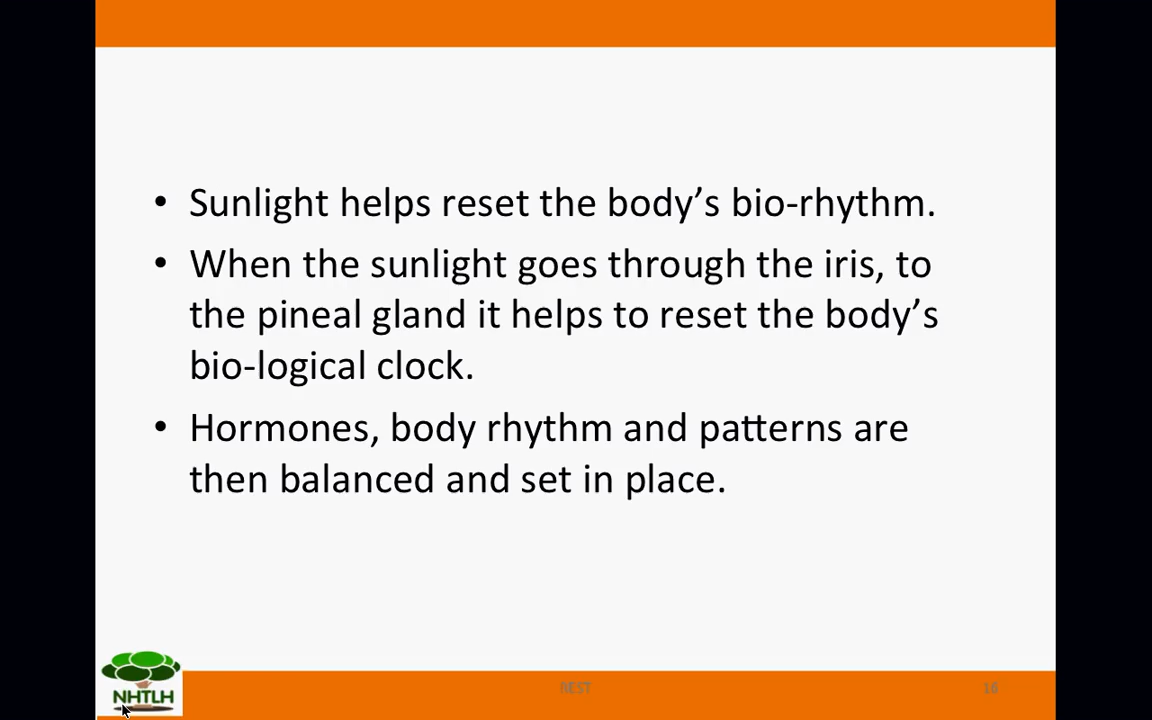 • Sunlight helps reset the body’s bio-rhythm.
• When the sunlight goes through the iris, to
the pineal gland it helps to reset the body’s
bio-logical clock.
• Hormones, body rhythm and patterns are
then balanced and set in place.
NHTLH
REST
16